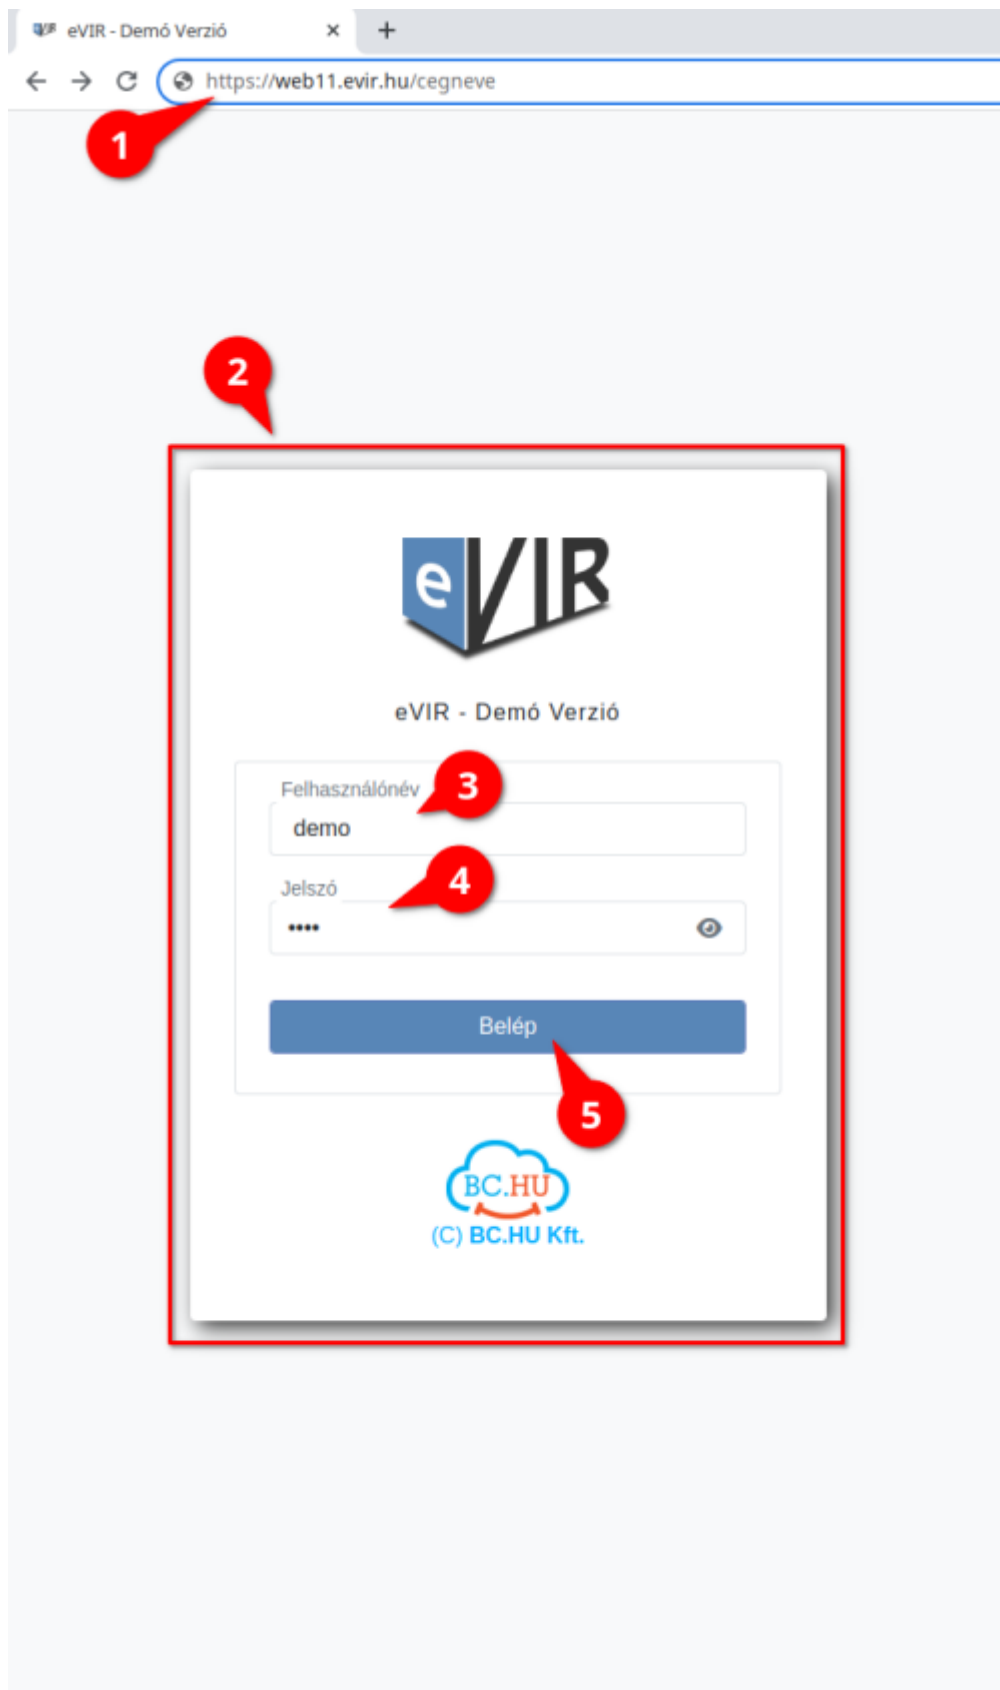 eVIR - Demó Verzió
https://web11.evir.hu/cegneve
1
2
eVIR
eVIR - Demó Verzió
Felhasználónév
3
demo
Jelszó
4
••••
Belép
5
BC.HU
(C) BC.HU Kft.